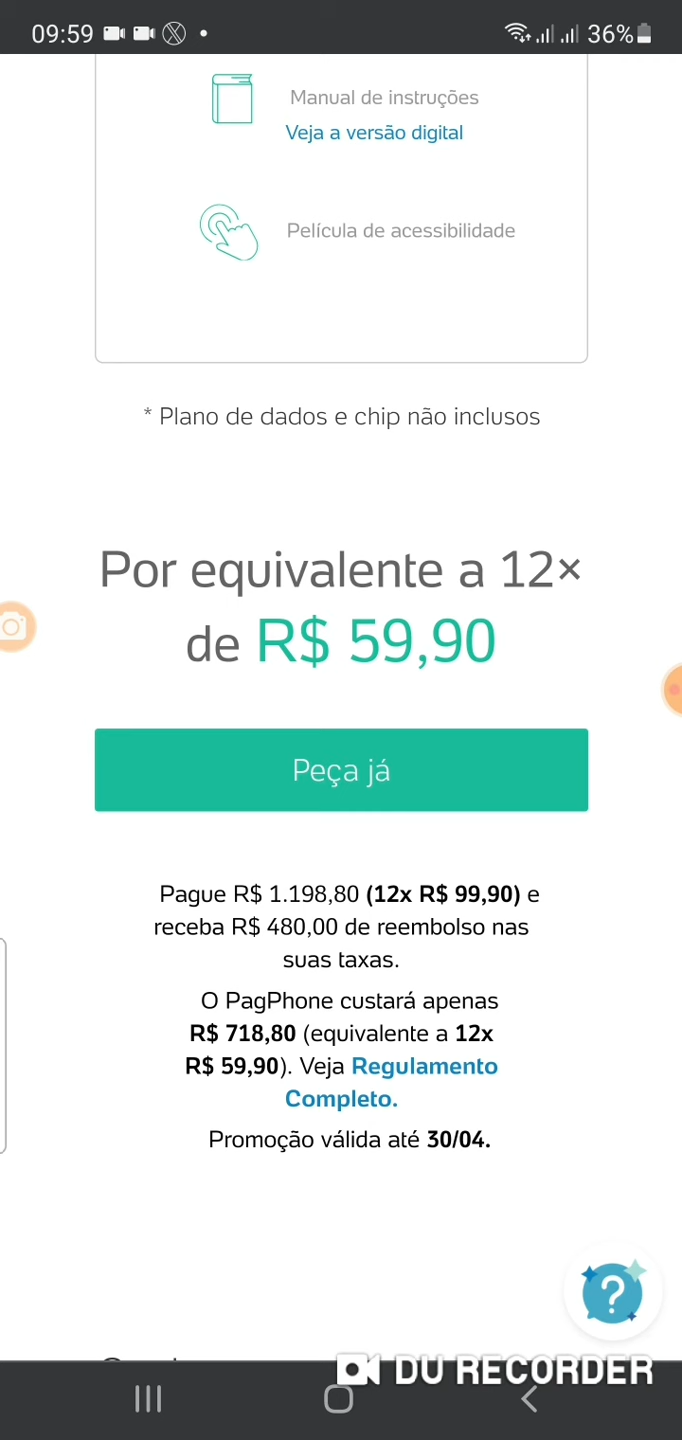 09:59
36%
Manual de instruções
Veja a versão digital
Película de acessibilidade
* Plano de dados e chip não inclusos
Por equivalente a 12×
de R$ 59,90
Peça já
Pague R$ 1.198,80 (12x R$ 99,90) e
receba R$ 480,00 de reembolso nas
suas taxas.
O PagPhone custará apenas
R$ 718,80 (equivalente a 12x
R$ 59,90). Veja Regulamento
Completo.
Promoção válida até 30/04.
?
DU RECORDER